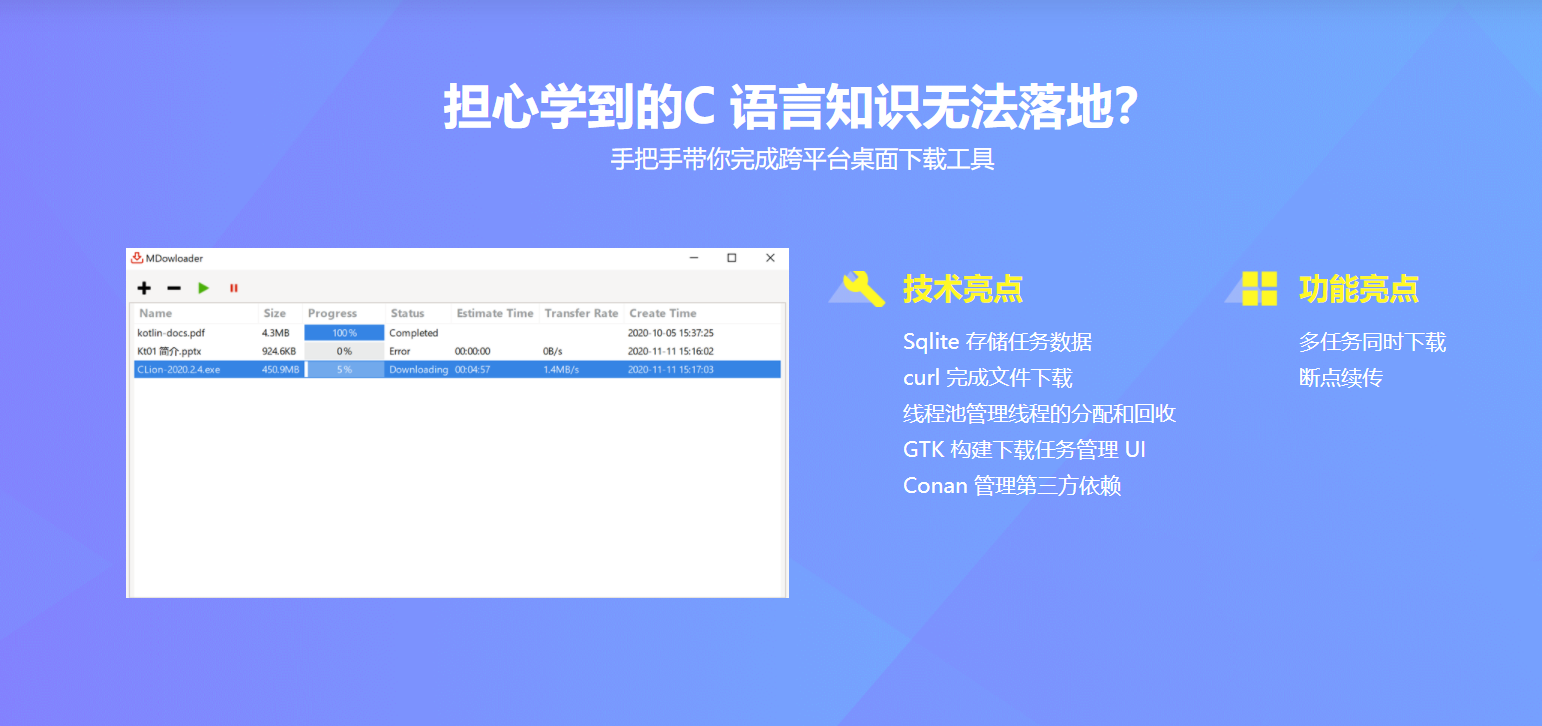 担心学到的C 语言知识无法落地？
手把手带你完成跨平台桌面下载工具
MDowloader
Name Size Progress Status Estimate Time Transfer Rate Create Time
kotlin-docs.pdf 4.3MB 100% Completed 2020-10-05 15:37:25
Kt01 简介.pptx 924.6KB 0% Error 00:00:00 0B/s 2020-11-11 15:16:02
CLion-2020.2.4.exe 450.9MB 5% Downloading 00:04:57 1.4MB/s 2020-11-11 15:17:03
技术亮点
Sqlite 存储任务数据
curl 完成文件下载
线程池管理线程的分配和回收
GTK 构建下载任务管理 UI
Conan 管理第三方依赖
功能亮点
多任务同时下载
断点续传